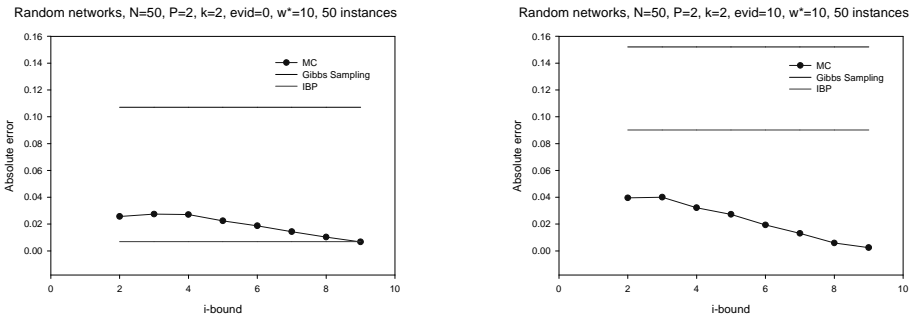 Random networks, N=50, P=2, k=2, evid=0, w*=10, 50 instances
0.16
0.14
0.12
0.10
0.08
0.06
0.04
0.02
0.00
Absolute error
MC
Gibbs Sampling
IBP
0 2 4 6 8 10
i-bound
Random networks, N=50, P=2, k=2, evid=10, w*=10, 50 instances
0.16
0.14
0.12
0.10
0.08
0.06
0.04
0.02
0.00
Absolute error
MC
Gibbs Sampling
IBP
0 2 4 6 8 10
i-bound